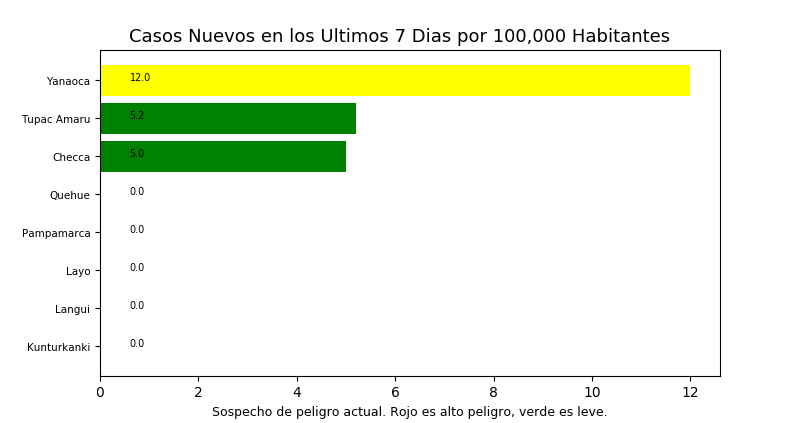 Casos Nuevos en los Ultimos 7 Dias por 100,000 Habitantes
Yanaoca 12.0
Tupac Amaru 5.2
Checca 5.0
Quehue 0.0
Pampamarca 0.0
Layo 0.0
Langui 0.0
Kunturkanki 0.0
0 2 4 6 8 10 12
Sospecho de peligro actual. Rojo es alto peligro, verde es leve.